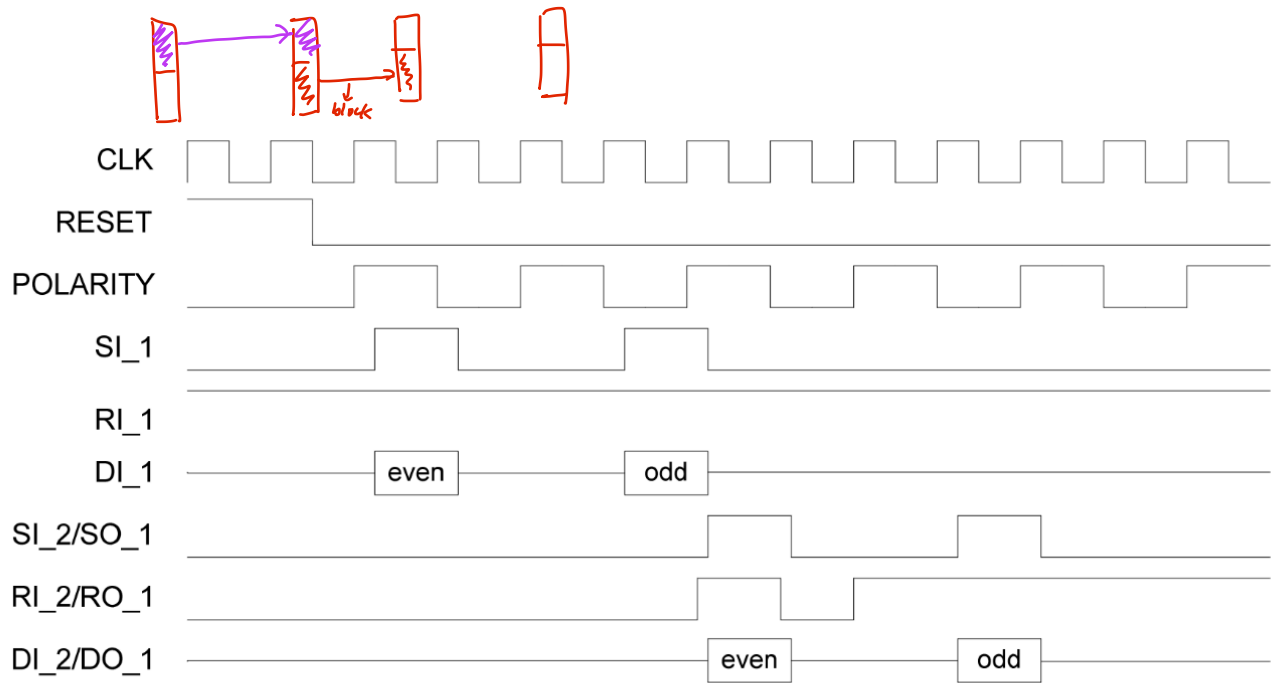 block
CLK
RESET
POLARITY
SI_1
RI_1
DI_1 even odd
SI_2/SO_1
RI_2/RO_1
DI_2/DO_1 even odd